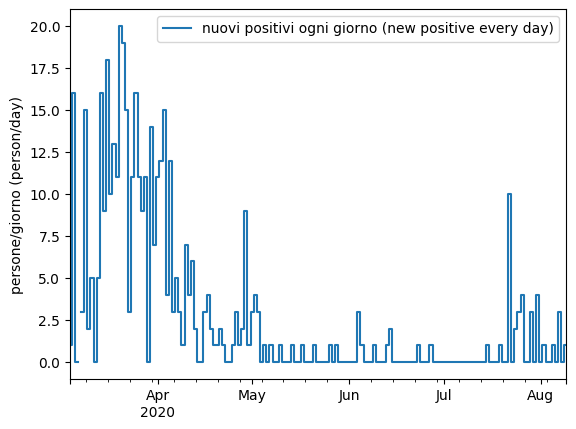 nuovi positivi ogni giorno (new positive every day)
persone/giorno (person/day)
20.0
17.5
15.0
12.5
10.0
7.5
5.0
2.5
0.0
Apr
2020
May
Jun
Jul
Aug